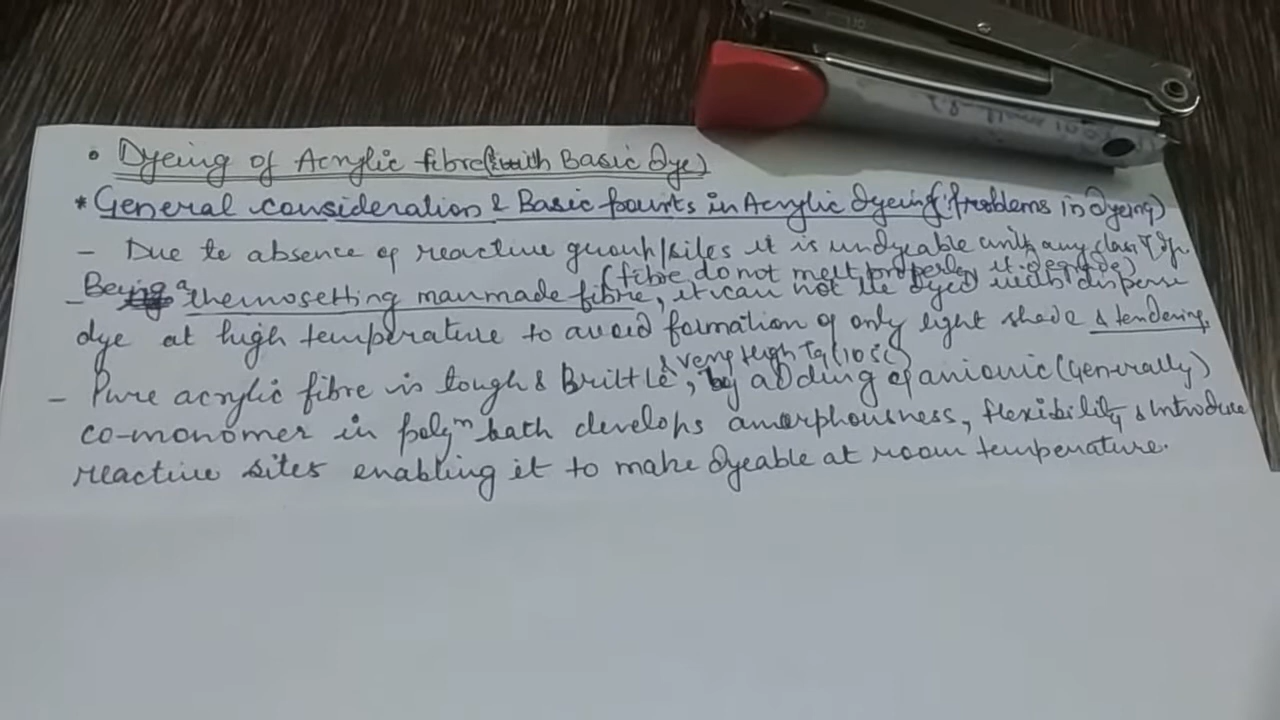 • Dyeing of Acrylic fibre (with Basic Dye)
* General consideration & Basic points in Acrylic Dyeing (Problems in dyeing)
- Due to absence of reactive group/sites it is undyeable with any class of dye.
(fibre do not melt properly it degrade)
- Being a thermosetting manmade fibre, it can not be dyed with disperse
dye at high temperature to avoid formation of only light shade & tendering.
& very high Tg (105°c)
- Pure acrylic fibre is tough & Brittle, by adding of anionic (Generally)
co-monomer in polyⁿ bath develops amorphousness, flexibility & introduce
reactive sites enabling it to make dyeable at room temperature.